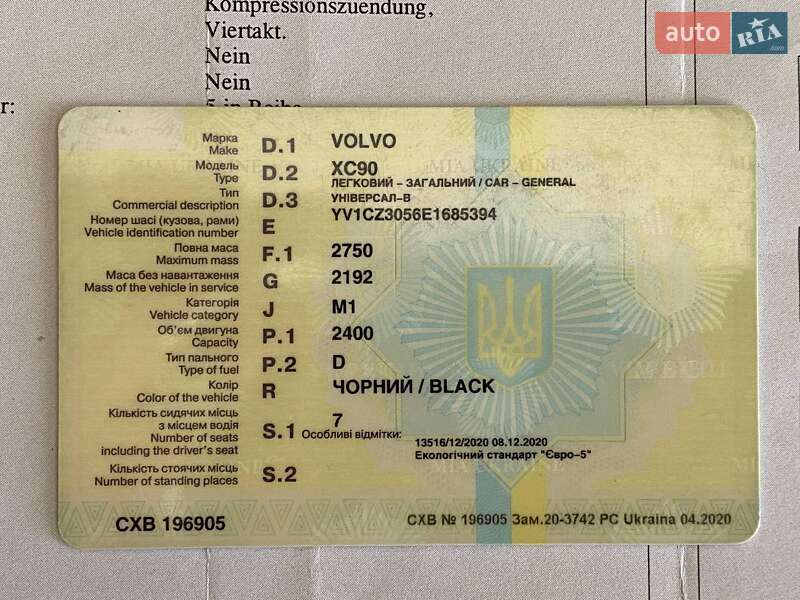 Kompressionszuendung,
Viertakt.
Nein
Nein
5 in Reihe
r:
auto RIA .com
Марка
Make D.1 VOLVO
Модель
Type D.2 XC90
ЛЕГКОВИЙ – ЗАГАЛЬНИЙ / CAR – GENERAL
Тип
Commercial description D.3 УНІВЕРСАЛ-В
Номер шасі (кузова, рами)
Vehicle identification number E YV1CZ3056E1685394
Повна маса
Maximum mass F.1 2750
Маса без навантаження
Mass of the vehicle in service G 2192
Категорія
Vehicle category J M1
Об'єм двигуна
Capacity P.1 2400
Тип пального
Type of fuel P.2 D
Колір
Color of the vehicle R ЧОРНИЙ / BLACK
Кількість сидячих місць
з місцем водія
Number of seats
including the driver's seat S.1 7
Особливі відмітки: 13516/12/2020 08.12.2020
Екологічний стандарт "Євро-5"
Кількість стоячих місць
Number of standing places S.2
СХВ 196905
СХВ № 196905 Зам.20-3742 РС Ukraina 04.2020
MIA UKRAINE